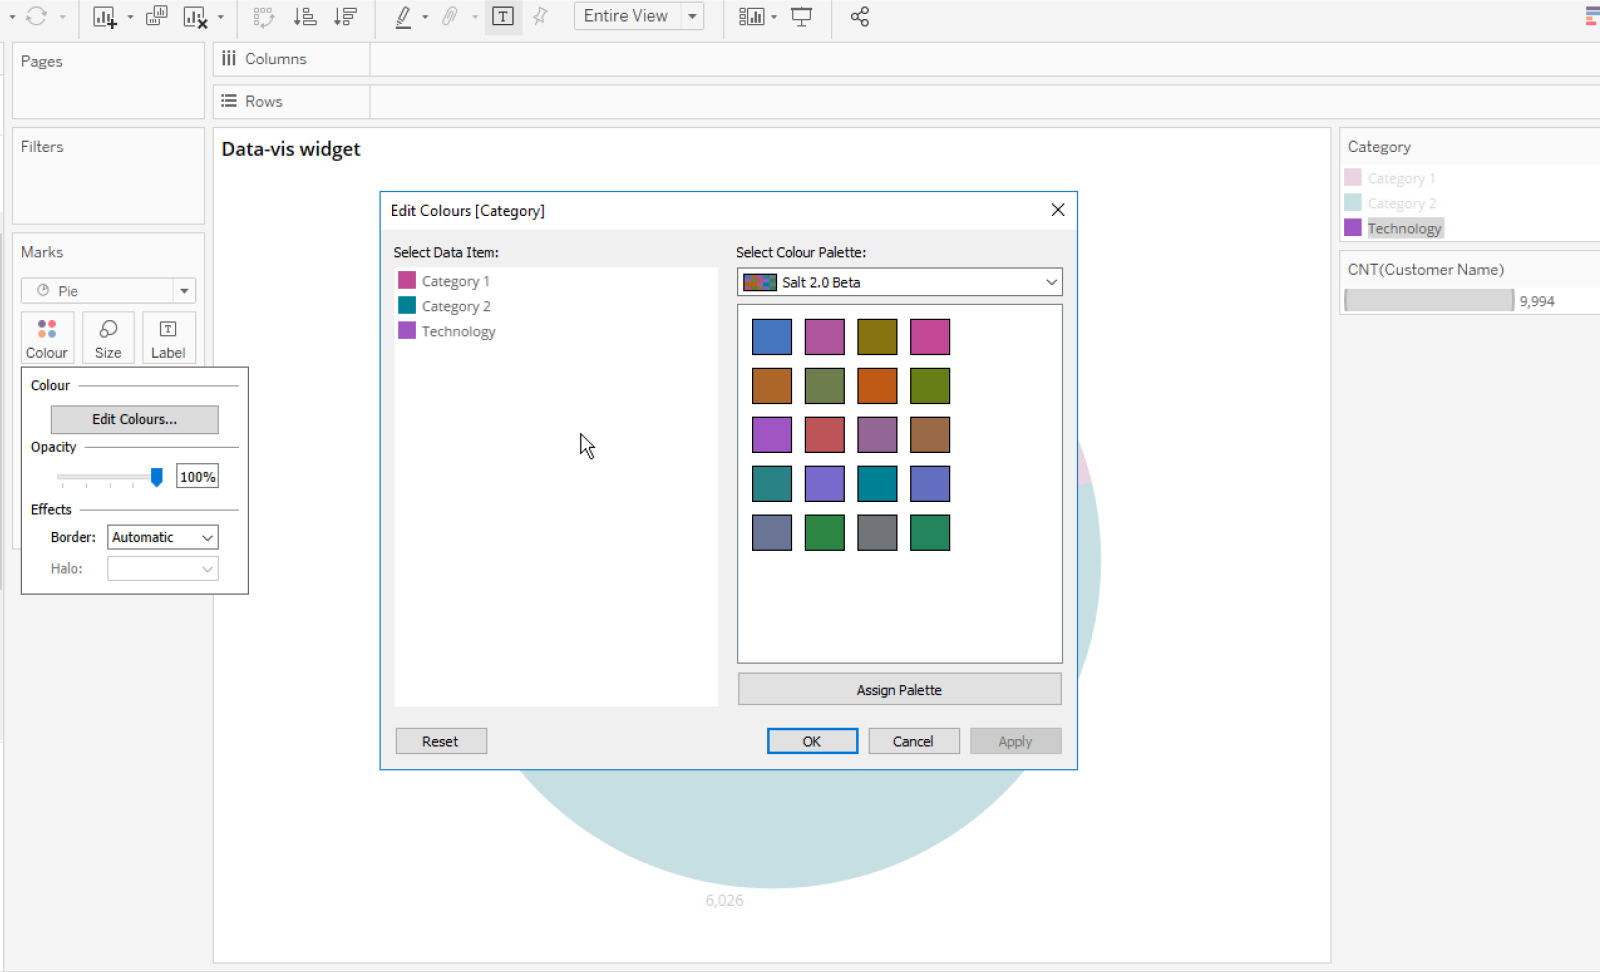 Entire View
Pages
Columns
Rows
Filters
Data-vis widget
Marks
Pie
Colour
Size
Label
Colour
Edit Colours...
Opacity
100%
Effects
Border:
Automatic
Halo:
Edit Colours [Category]
Select Data Item:
Category 1
Category 2
Technology
Select Colour Palette:
Salt 2.0 Beta
Assign Palette
Reset
OK
Cancel
Apply
6,026
Category
Category 1
Category 2
Technology
CNT(Customer Name)
9,994